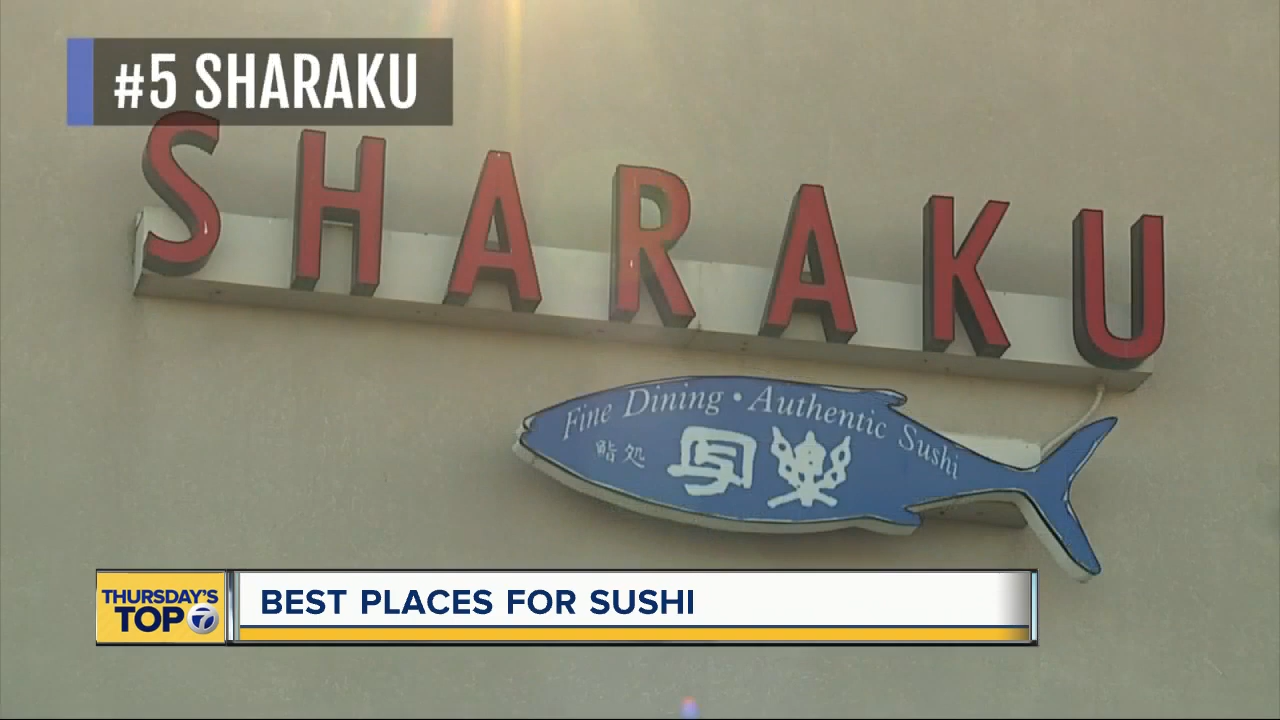 #5 SHARAKU
SHARAKU
Fine Dining • Authentic Sushi
鮨処
写楽
THURSDAY'S
TOP 7
BEST PLACES FOR SUSHI